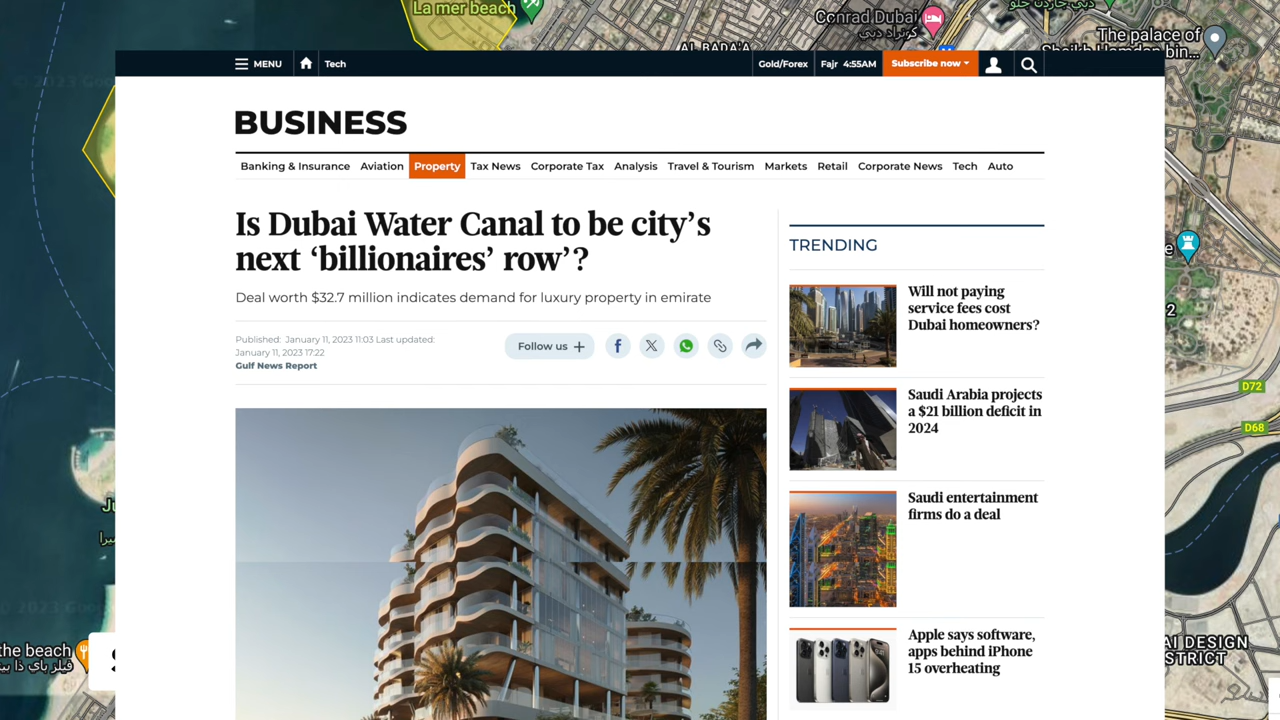 La mer beach
Conrad Dubai
كونراد دبي
The palace of
Sheikh Hamdan bin...
AL BADA'A
MENU
Tech
Gold/Forex
Fajr 4:55AM
Subscribe now
BUSINESS
Banking & Insurance Aviation Property Tax News Corporate Tax Analysis Travel & Tourism Markets Retail Corporate News Tech Auto
Is Dubai Water Canal to be city's
next 'billionaires' row'?
Deal worth $32.7 million indicates demand for luxury property in emirate
Published: January 11, 2023 11:03 Last updated:
January 11, 2023 17:22
Gulf News Report
Follow us +
TRENDING
Will not paying
service fees cost
Dubai homeowners?
Saudi Arabia projects
a $21 billion deficit in
2024
Saudi entertainment
firms do a deal
Apple says software,
apps behind iPhone
15 overheating
D72
D68
the beach